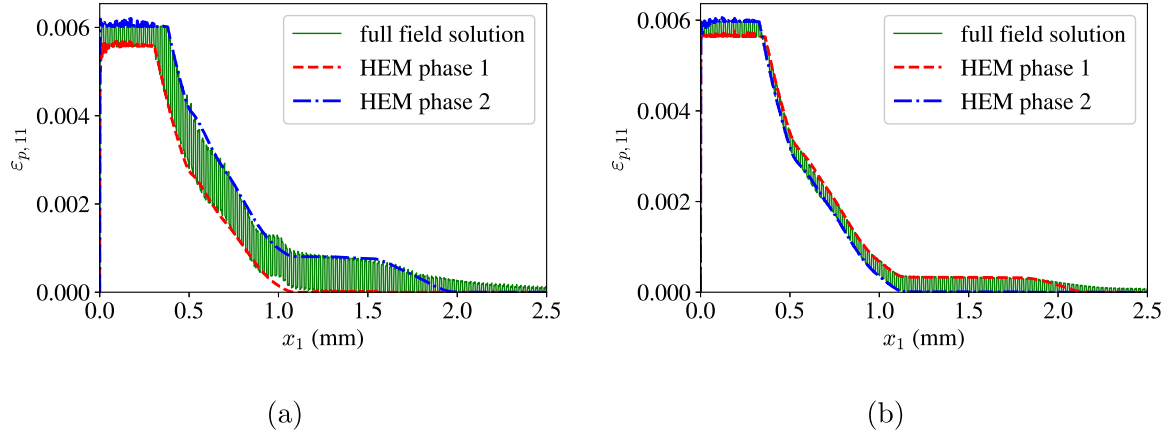 0.006
0.004
0.002
0.000
ε_{p,11}
0.0 0.5 1.0 1.5 2.0 2.5
x₁ (mm)
full field solution
HEM phase 1
HEM phase 2
(a)
0.006
0.004
0.002
0.000
ε_{p,11}
0.0 0.5 1.0 1.5 2.0 2.5
x₁ (mm)
full field solution
HEM phase 1
HEM phase 2
(b)